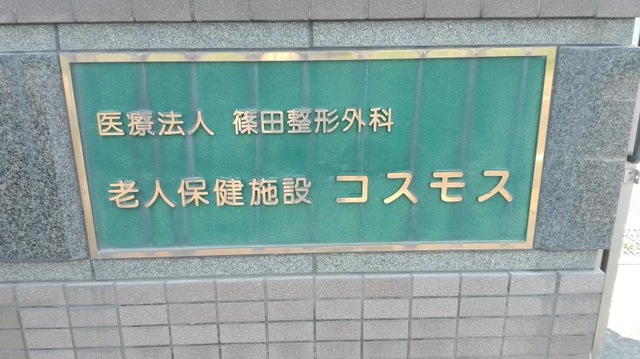 医療法人 篠田整形外科
老人保健施設 コスモス